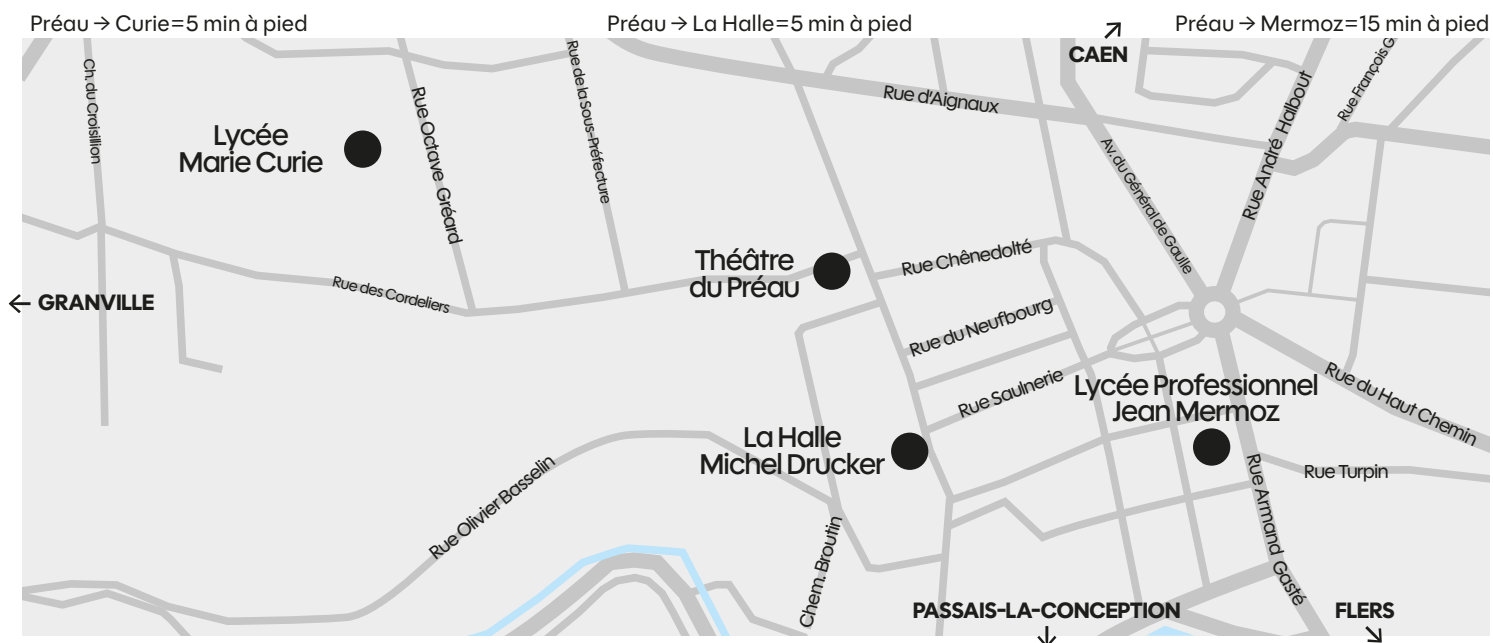 Préau → Curie=5 min à pied
Préau → La Halle=5 min à pied
Préau → Mermoz=15 min à pied
↗
CAEN
Ch. du Croisillion
Rue Octave Gréard
Rue de la Sous-Préfecture
Rue d'Aignaux
Rue André Halbout
Rue François G
Lycée
Marie Curie
Av. du Général de Gaulle
Théâtre
du Préau
Rue Chênedolté
← GRANVILLE
Rue des Cordeliers
Rue du Neufbourg
Rue Saulnerie
Lycée Professionnel
Jean Mermoz
Rue du Haut Chemin
La Halle
Michel Drucker
Rue Turpin
Rue Olivier Basselin
Chem. Broutin
Rue Armand Gasté
PASSAIS-LA-CONCEPTION
↓
FLERS
↘